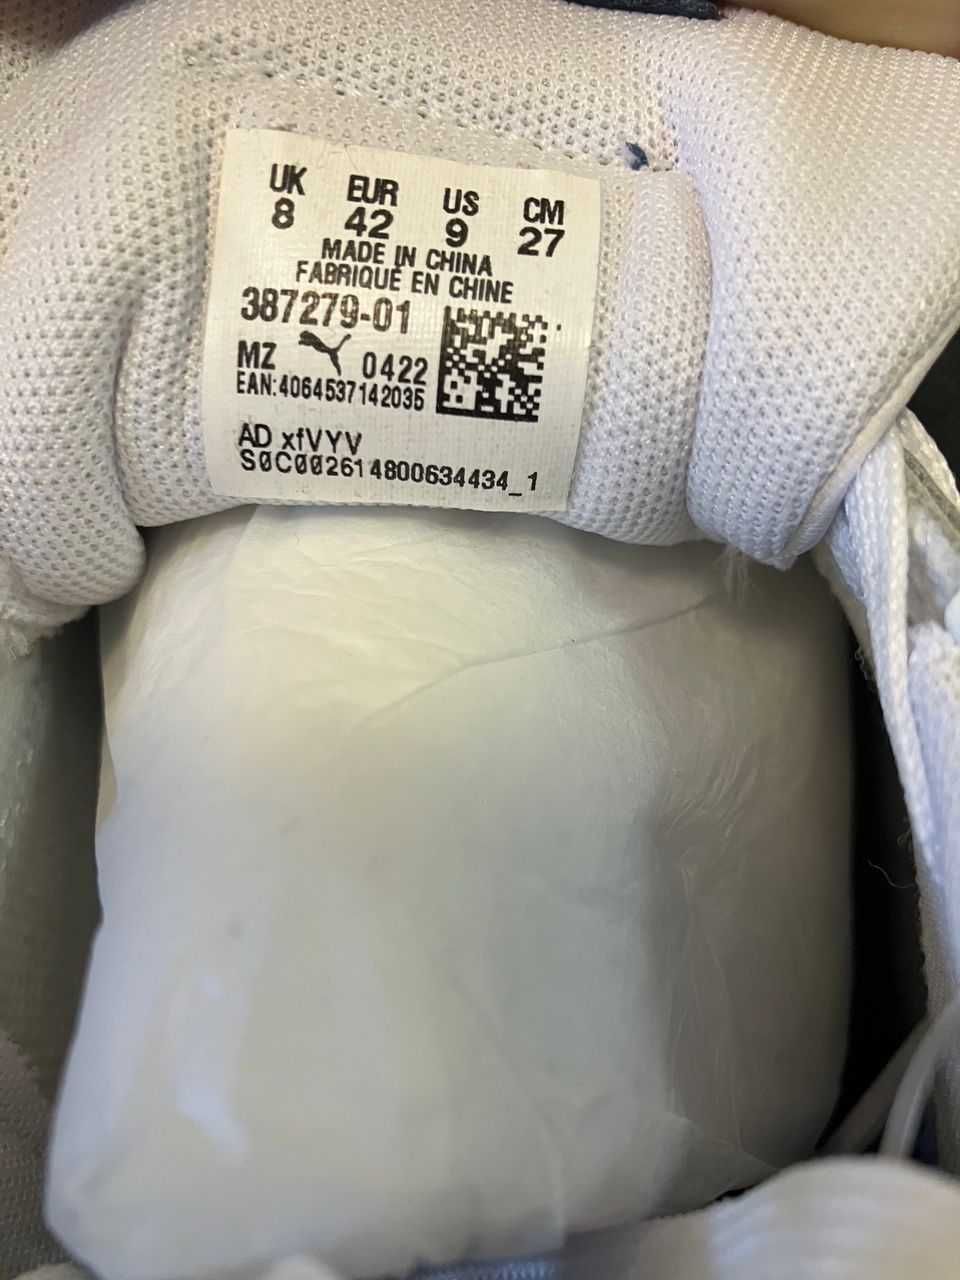 UK EUR US CM
8 42 9 27
MADE IN CHINA
FABRIQUÉ EN CHINE
387279-01
MZ 0422
EAN:4064537142035
AD xfVYV
S0C002614800634434_1